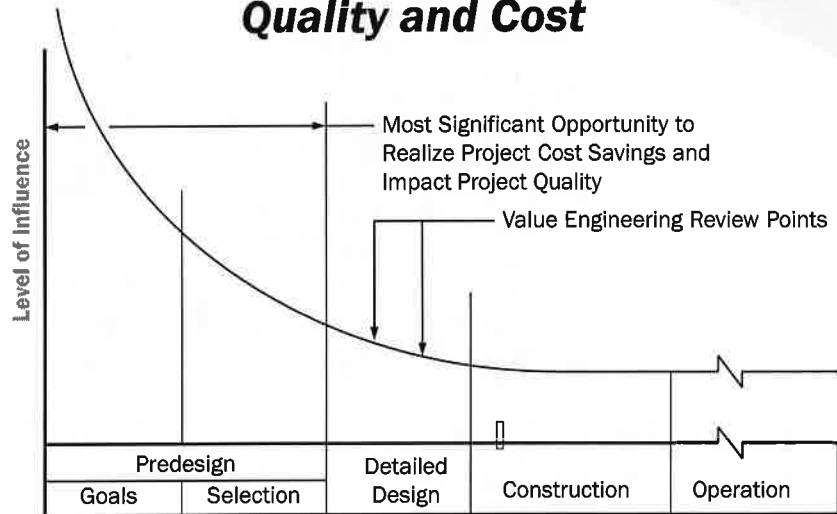 Quality and Cost
Most Significant Opportunity to
Realize Project Cost Savings and
Impact Project Quality
Value Engineering Review Points
Level of Influence
Predesign
Goals
Selection
Detailed
Design
Construction
Operation